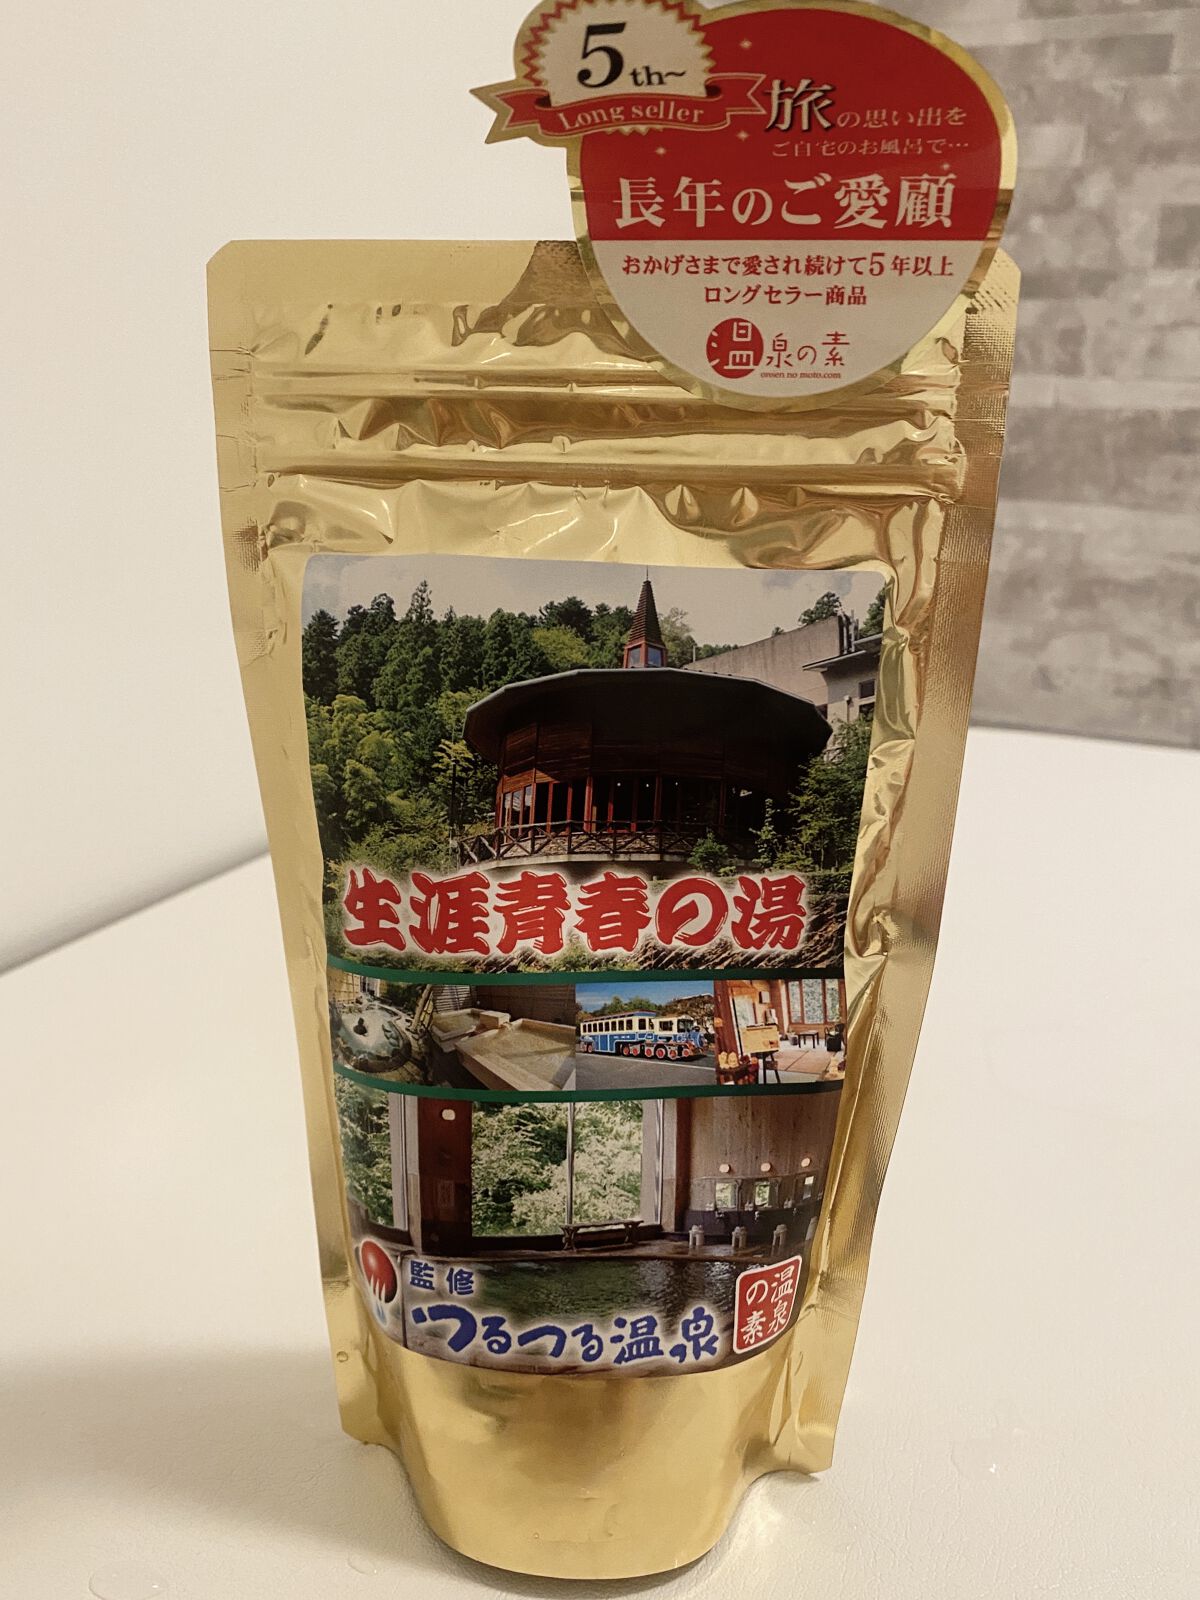 5th~
Long seller
旅の思い出を
ご自宅のお風呂で…
長年のご愛顧
おかげさまで愛され続けて5年以上
ロングセラー商品
温泉の素
onsen no moto.com
生涯青春の湯
監修
つるつる温泉
温泉の素